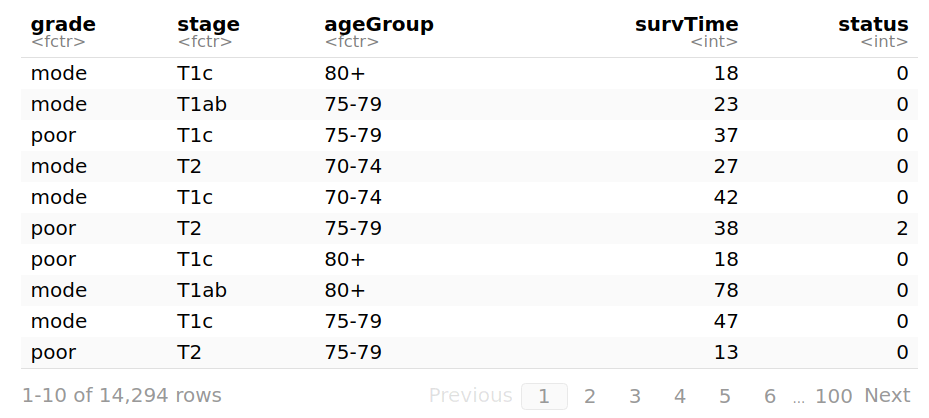 grade stage ageGroup survTime status
<fctr> <fctr> <fctr> <int> <int>
mode T1c 80+ 18 0
mode T1ab 75-79 23 0
poor T1c 75-79 37 0
mode T2 70-74 27 0
mode T1c 70-74 42 0
poor T2 75-79 38 2
poor T1c 80+ 18 0
mode T1ab 80+ 78 0
mode T1c 75-79 47 0
poor T2 75-79 13 0
1-10 of 14,294 rows Previous 1 2 3 4 5 6 ... 100 Next